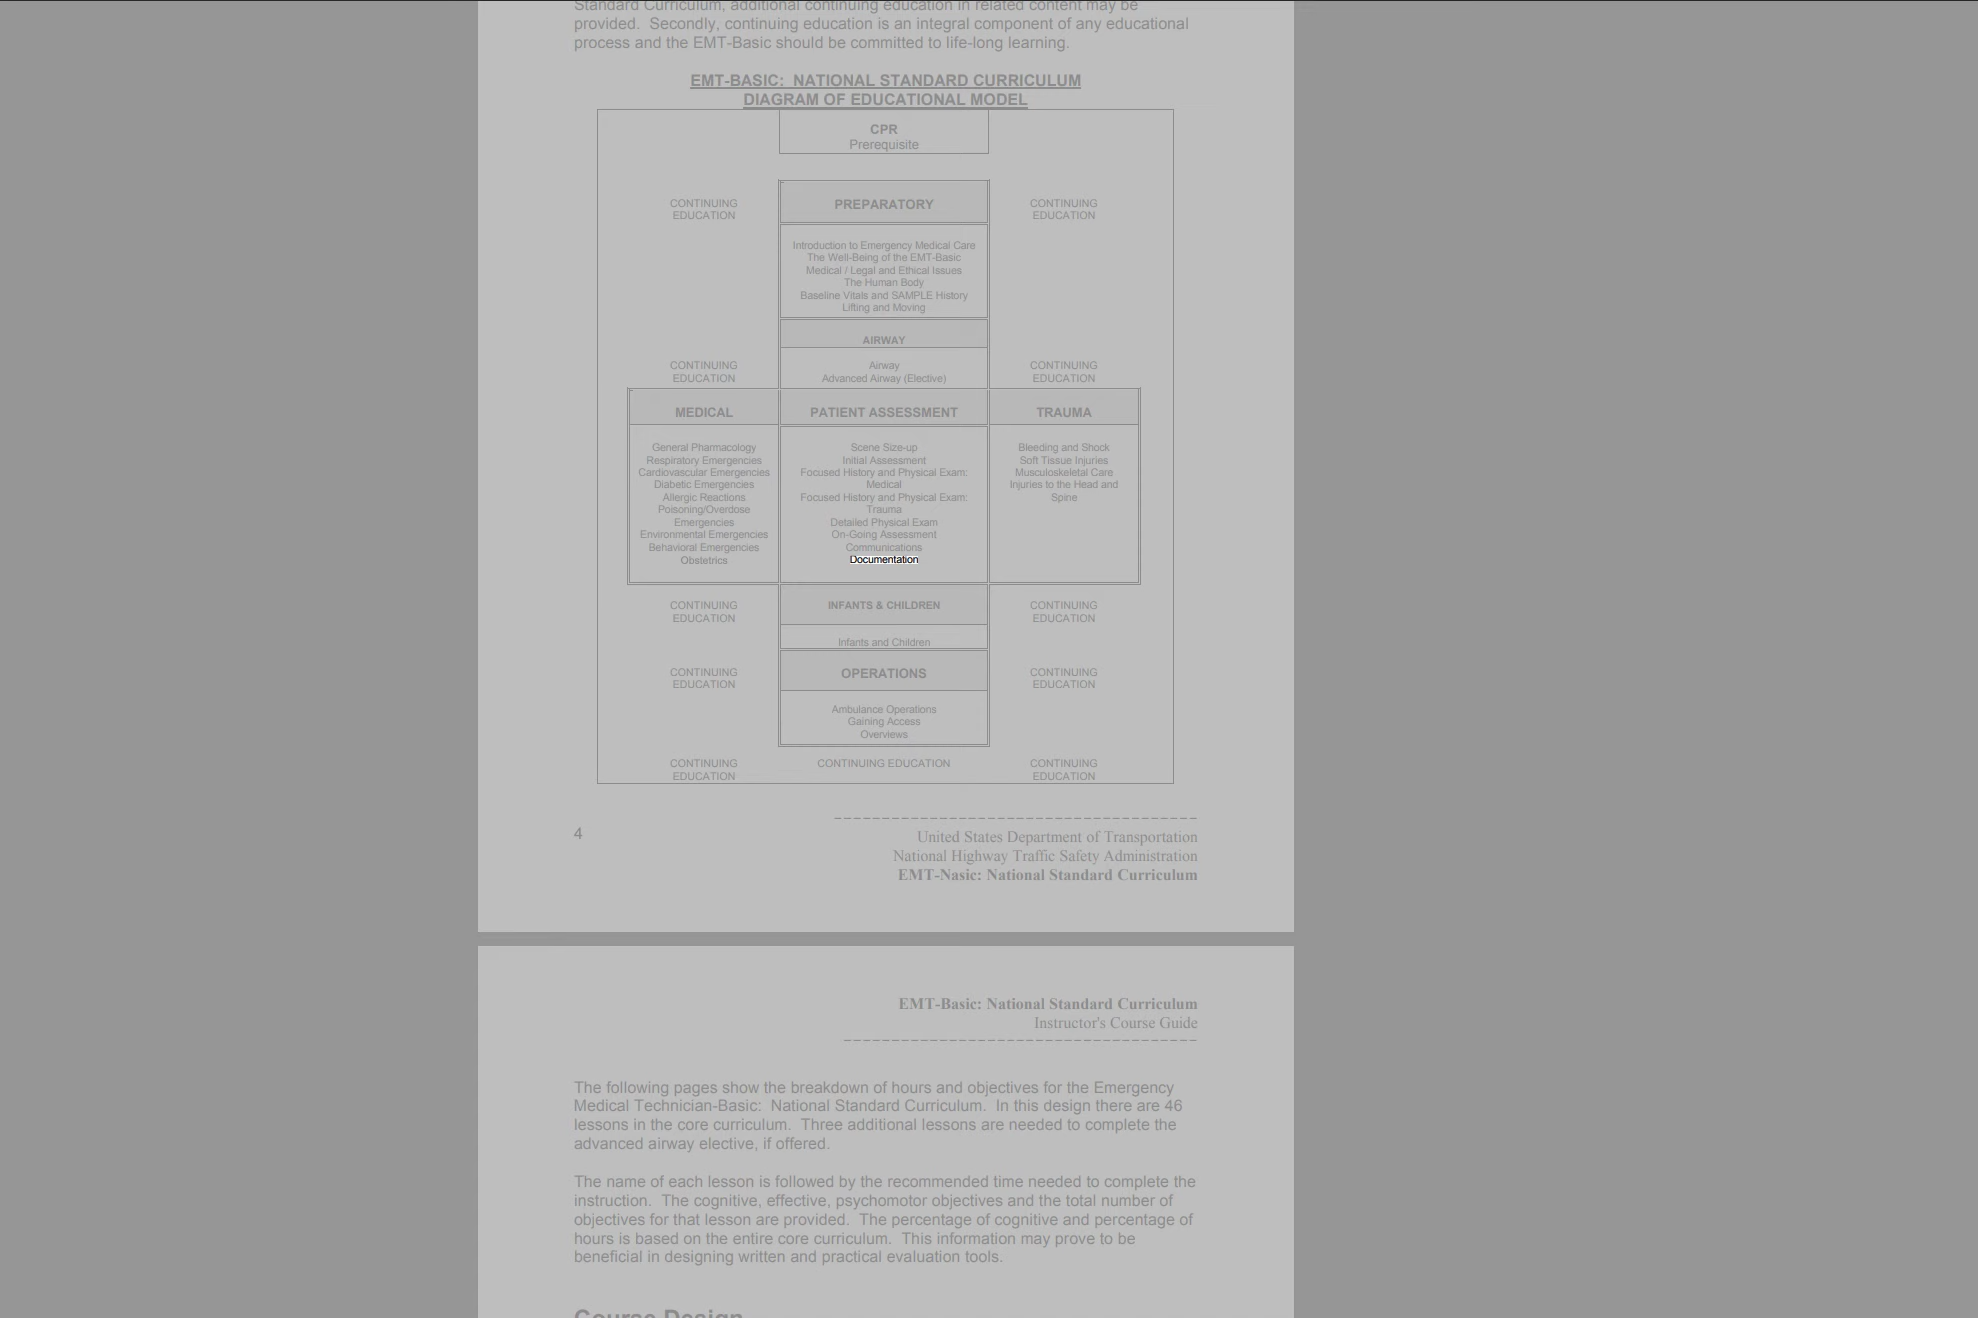 Standard Curriculum, additional continuing education in related content may be
provided.  Secondly, continuing education is an integral component of any educational
process and the EMT-Basic should be committed to life-long learning.
EMT-BASIC:  NATIONAL STANDARD CURRICULUM
DIAGRAM OF EDUCATIONAL MODEL
CPR
Prerequisite
CONTINUING
EDUCATION
PREPARATORY
CONTINUING
EDUCATION
Introduction to Emergency Medical Care
The Well-Being of the EMT-Basic
Medical / Legal and Ethical Issues
The Human Body
Baseline Vitals and SAMPLE History
Lifting and Moving
AIRWAY
CONTINUING
EDUCATION
Airway
Advanced Airway (Elective)
CONTINUING
EDUCATION
MEDICAL
PATIENT ASSESSMENT
TRAUMA
General Pharmacology
Respiratory Emergencies
Cardiovascular Emergencies
Diabetic Emergencies
Allergic Reactions
Poisoning/Overdose
Emergencies
Environmental Emergencies
Behavioral Emergencies
Obstetrics
Scene Size-up
Initial Assessment
Focused History and Physical Exam:
Medical
Focused History and Physical Exam:
Trauma
Detailed Physical Exam
On-Going Assessment
Communications
Documentation
Bleeding and Shock
Soft Tissue Injuries
Musculoskeletal Care
Injuries to the Head and
Spine
CONTINUING
EDUCATION
INFANTS & CHILDREN
CONTINUING
EDUCATION
Infants and Children
CONTINUING
EDUCATION
OPERATIONS
CONTINUING
EDUCATION
Ambulance Operations
Gaining Access
Overviews
CONTINUING
EDUCATION
CONTINUING EDUCATION
CONTINUING
EDUCATION
4
United States Department of Transportation
National Highway Traffic Safety Administration
EMT-Nasic: National Standard Curriculum
EMT-Basic: National Standard Curriculum
Instructor's Course Guide
The following pages show the breakdown of hours and objectives for the Emergency
Medical Technician-Basic:  National Standard Curriculum.  In this design there are 46
lessons in the core curriculum.  Three additional lessons are needed to complete the
advanced airway elective, if offered.
The name of each lesson is followed by the recommended time needed to complete the
instruction.  The cognitive, effective, psychomotor objectives and the total number of
objectives for that lesson are provided.  The percentage of cognitive and percentage of
hours is based on the entire core curriculum.  This information may prove to be
beneficial in designing written and practical evaluation tools.
Course Design